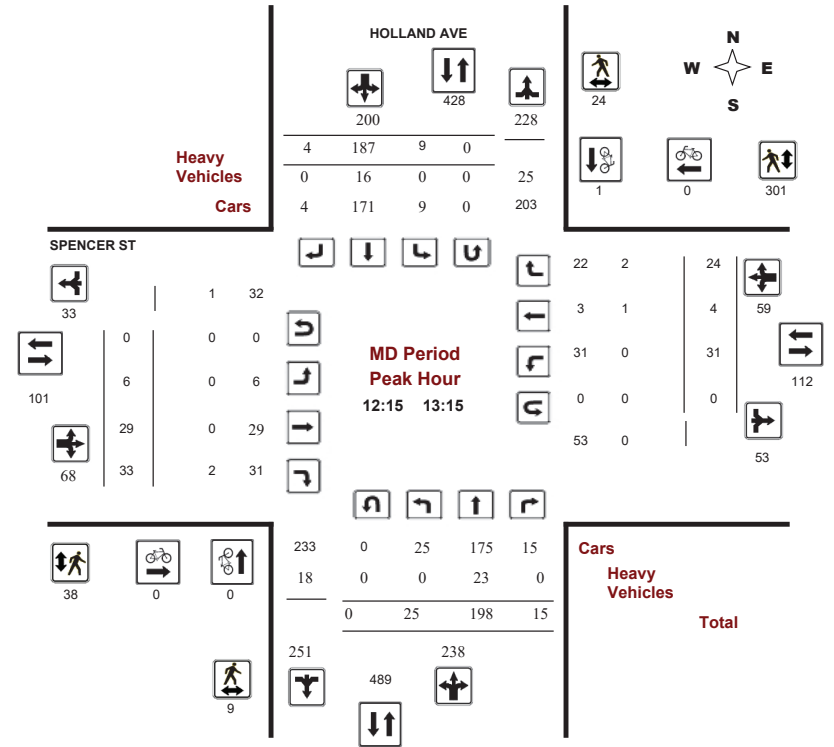 HOLLAND AVE
N
W E
S
428
24
200 228
4 187 9 0
Heavy
Vehicles
0 16 0 0 25
Cars
4 171 9 0 203
1 0 301
SPENCER ST
33
1 32
22 2 24
59
0 0 0
3 1 4
MD Period
Peak Hour
12:15 13:15
101
6 0 6
31 0 31
112
29 0 29
0 0 0
68
33 2 31
53 0
53
38 0 0
233 0 25 175 15
Cars
18 0 0 23 0
Heavy
Vehicles
0 25 198 15
Total
251 238
489
9